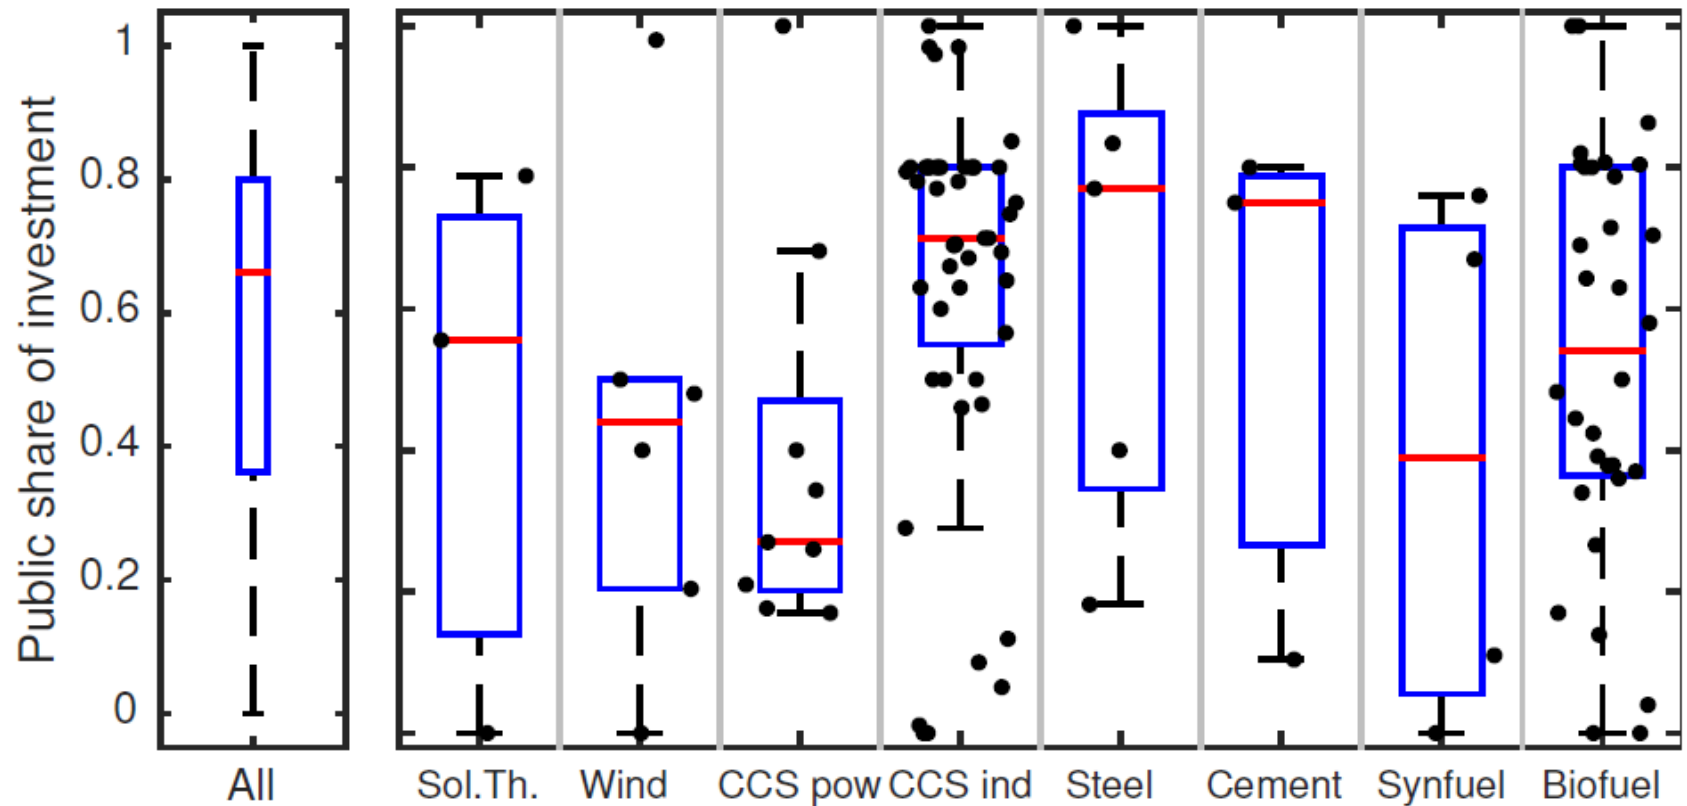 Public share of investment
1
0.8
0.6
0.4
0.2
0
All
Sol.Th. Wind CCS pow CCS ind Steel Cement Synfuel Biofuel